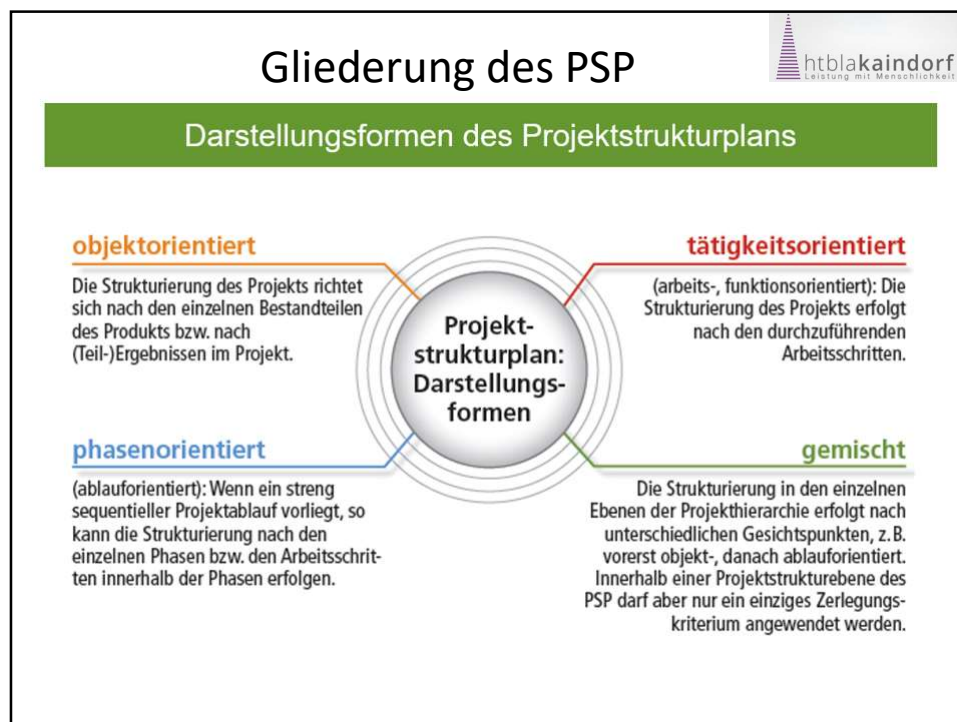 Gliederung des PSP
htblakaindorf
Leistung mit Menschlichkeit
Darstellungsformen des Projektstrukturplans
objektorientiert
Die Strukturierung des Projekts richtet
sich nach den einzelnen Bestandteilen
des Produkts bzw. nach
(Teil-)Ergebnissen im Projekt.
tätigkeitsorientiert
(arbeits-, funktionsorientiert): Die
Strukturierung des Projekts erfolgt
nach den durchzuführenden
Arbeitsschritten.
Projekt-
strukturplan:
Darstellungs-
formen
phasenorientiert
(ablauforientiert): Wenn ein streng
sequentieller Projektablauf vorliegt, so
kann die Strukturierung nach den
einzelnen Phasen bzw. den Arbeitsschrit-
ten innerhalb der Phasen erfolgen.
gemischt
Die Strukturierung in den einzelnen
Ebenen der Projekthierarchie erfolgt nach
unterschiedlichen Gesichtspunkten, z.B.
vorerst objekt-, danach ablauforientiert.
Innerhalb einer Projektstrukturebene des
PSP darf aber nur ein einziges Zerlegungs-
kriterium angewendet werden.